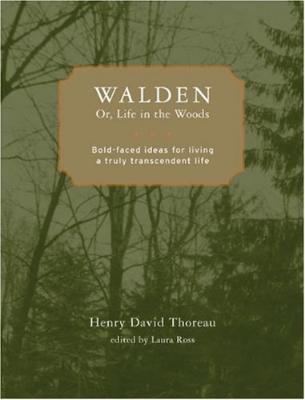 WALDEN
Or, Life in the Woods
Bold-faced ideas for living
a truly transcendent life
Henry David Thoreau
edited by Laura Ross